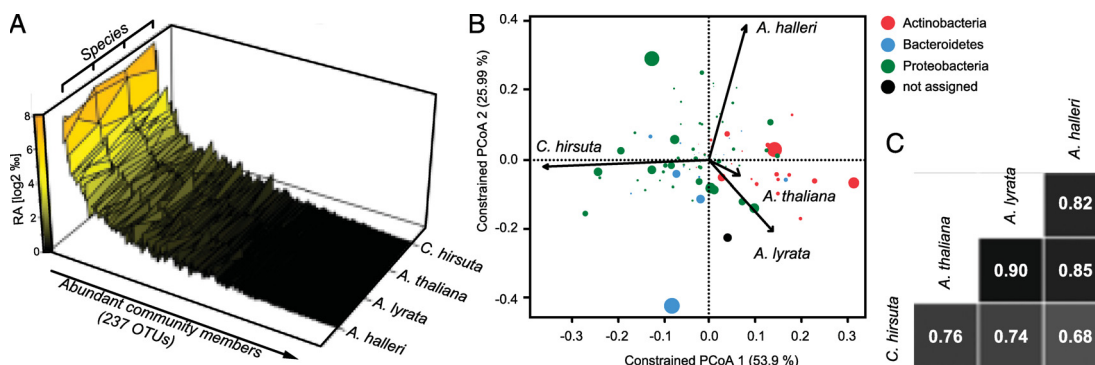 A
Species
8
6
4
2
0
RA [log2 ‰]
Abundant community members
(237 OTUs)
C. hirsuta
A. thaliana
A. lyrata
A. halleri
B
Constrained PCoA 2 (25.99 %)
0.4
0.2
0.0
-0.2
-0.4
A. halleri
C. hirsuta
A. thaliana
A. lyrata
-0.3 -0.2 -0.1 0.0 0.1 0.2 0.3
Constrained PCoA 1 (53.9 %)
Actinobacteria
Bacteroidetes
Proteobacteria
not assigned
C
A. halleri
A. lyrata
0.82
A. thaliana
0.90 0.85
C. hirsuta
0.76 0.74 0.68